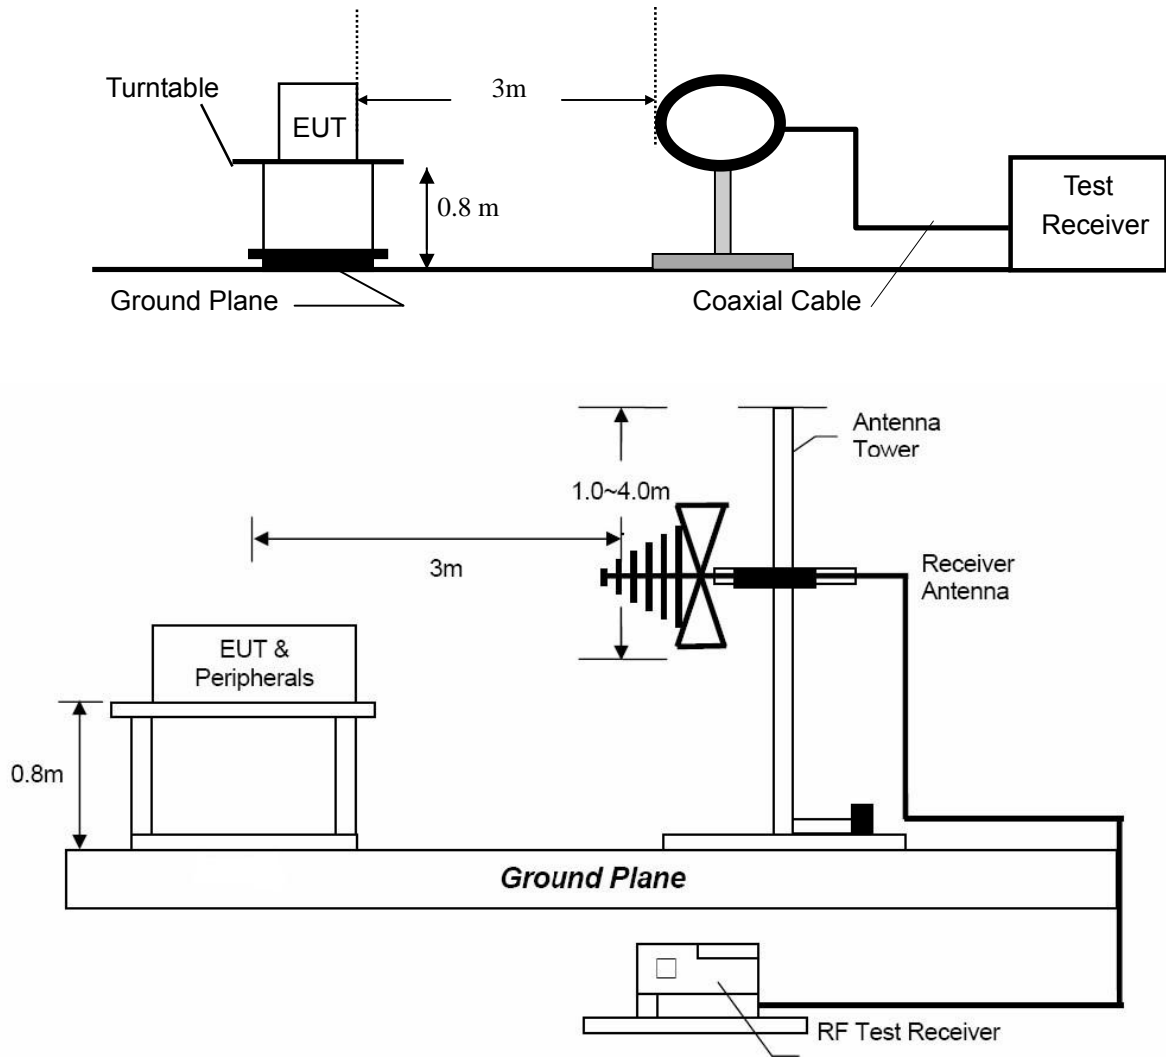 Turntable
EUT
3m
0.8 m
Test
Receiver
Ground Plane
Coaxial Cable
Antenna
Tower
1.0~4.0m
3m
Receiver
Antenna
EUT &
Peripherals
0.8m
Ground Plane
RF Test Receiver